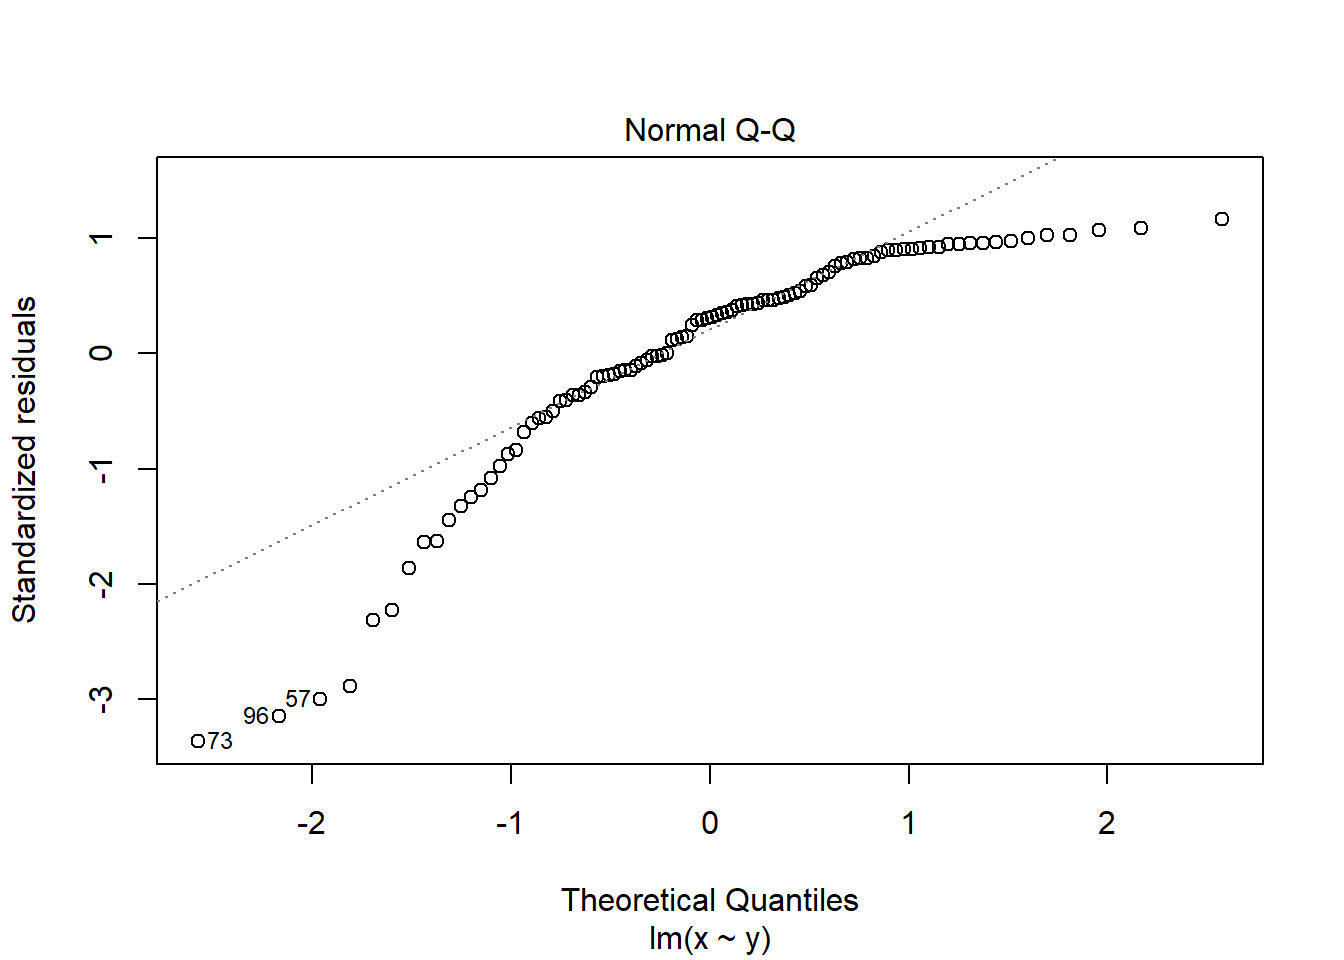 Normal Q-Q
Standardized residuals
1
0
-1
-2
-3
57
96
73
-2 -1 0 1 2
Theoretical Quantiles
lm(x ~ y)